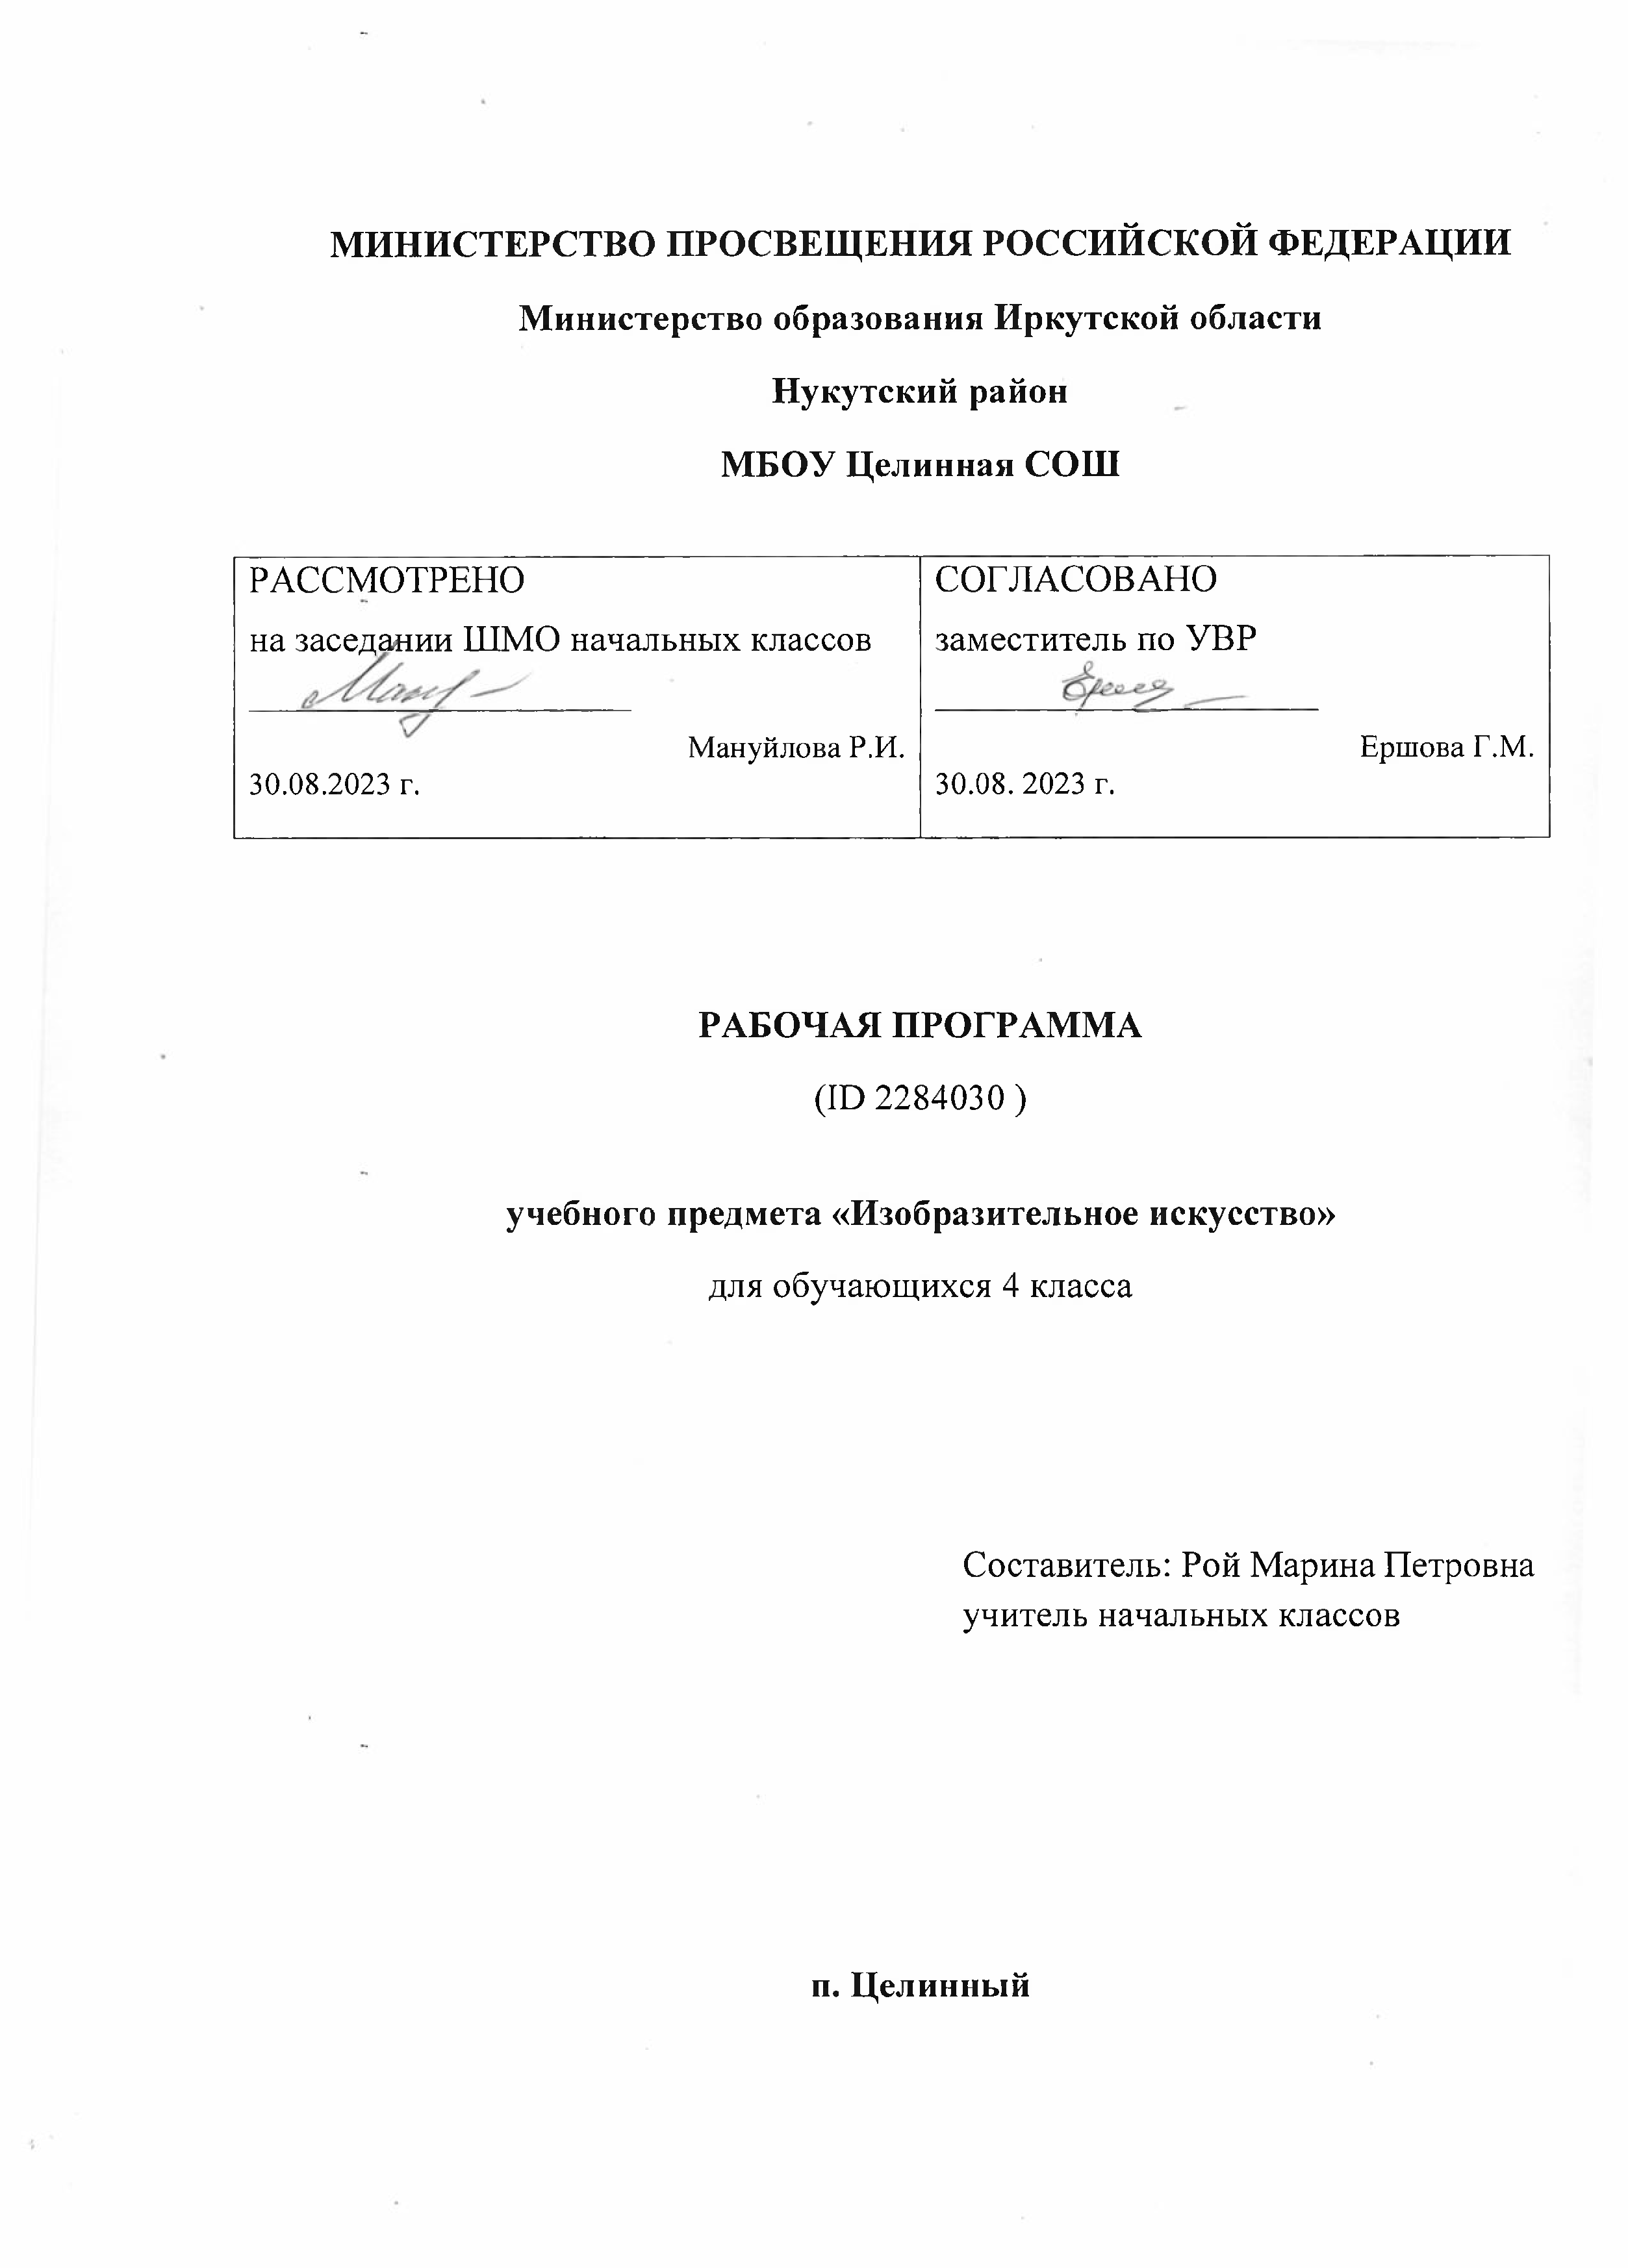 МИНИСТЕРСТВО ПРОСВЕЩЕНИЯ РОССИЙСКОЙ ФЕДЕРАЦИИ
Министерство образования Иркутской области
Нукутский район
МБОУ Целинная СОШ
РАССМОТРЕНО
на заседании ШМО начальных классов
Мануйлова Р.И.
30.08.2023 г.
СОГЛАСОВАНО
заместитель по УВР
Ершова Г.М.
30.08. 2023 г.
РАБОЧАЯ ПРОГРАММА
(ID 2284030 )
учебного предмета «Изобразительное искусство»
для обучающихся 4 класса
Составитель: Рой Марина Петровна
учитель начальных классов
п. Целинный